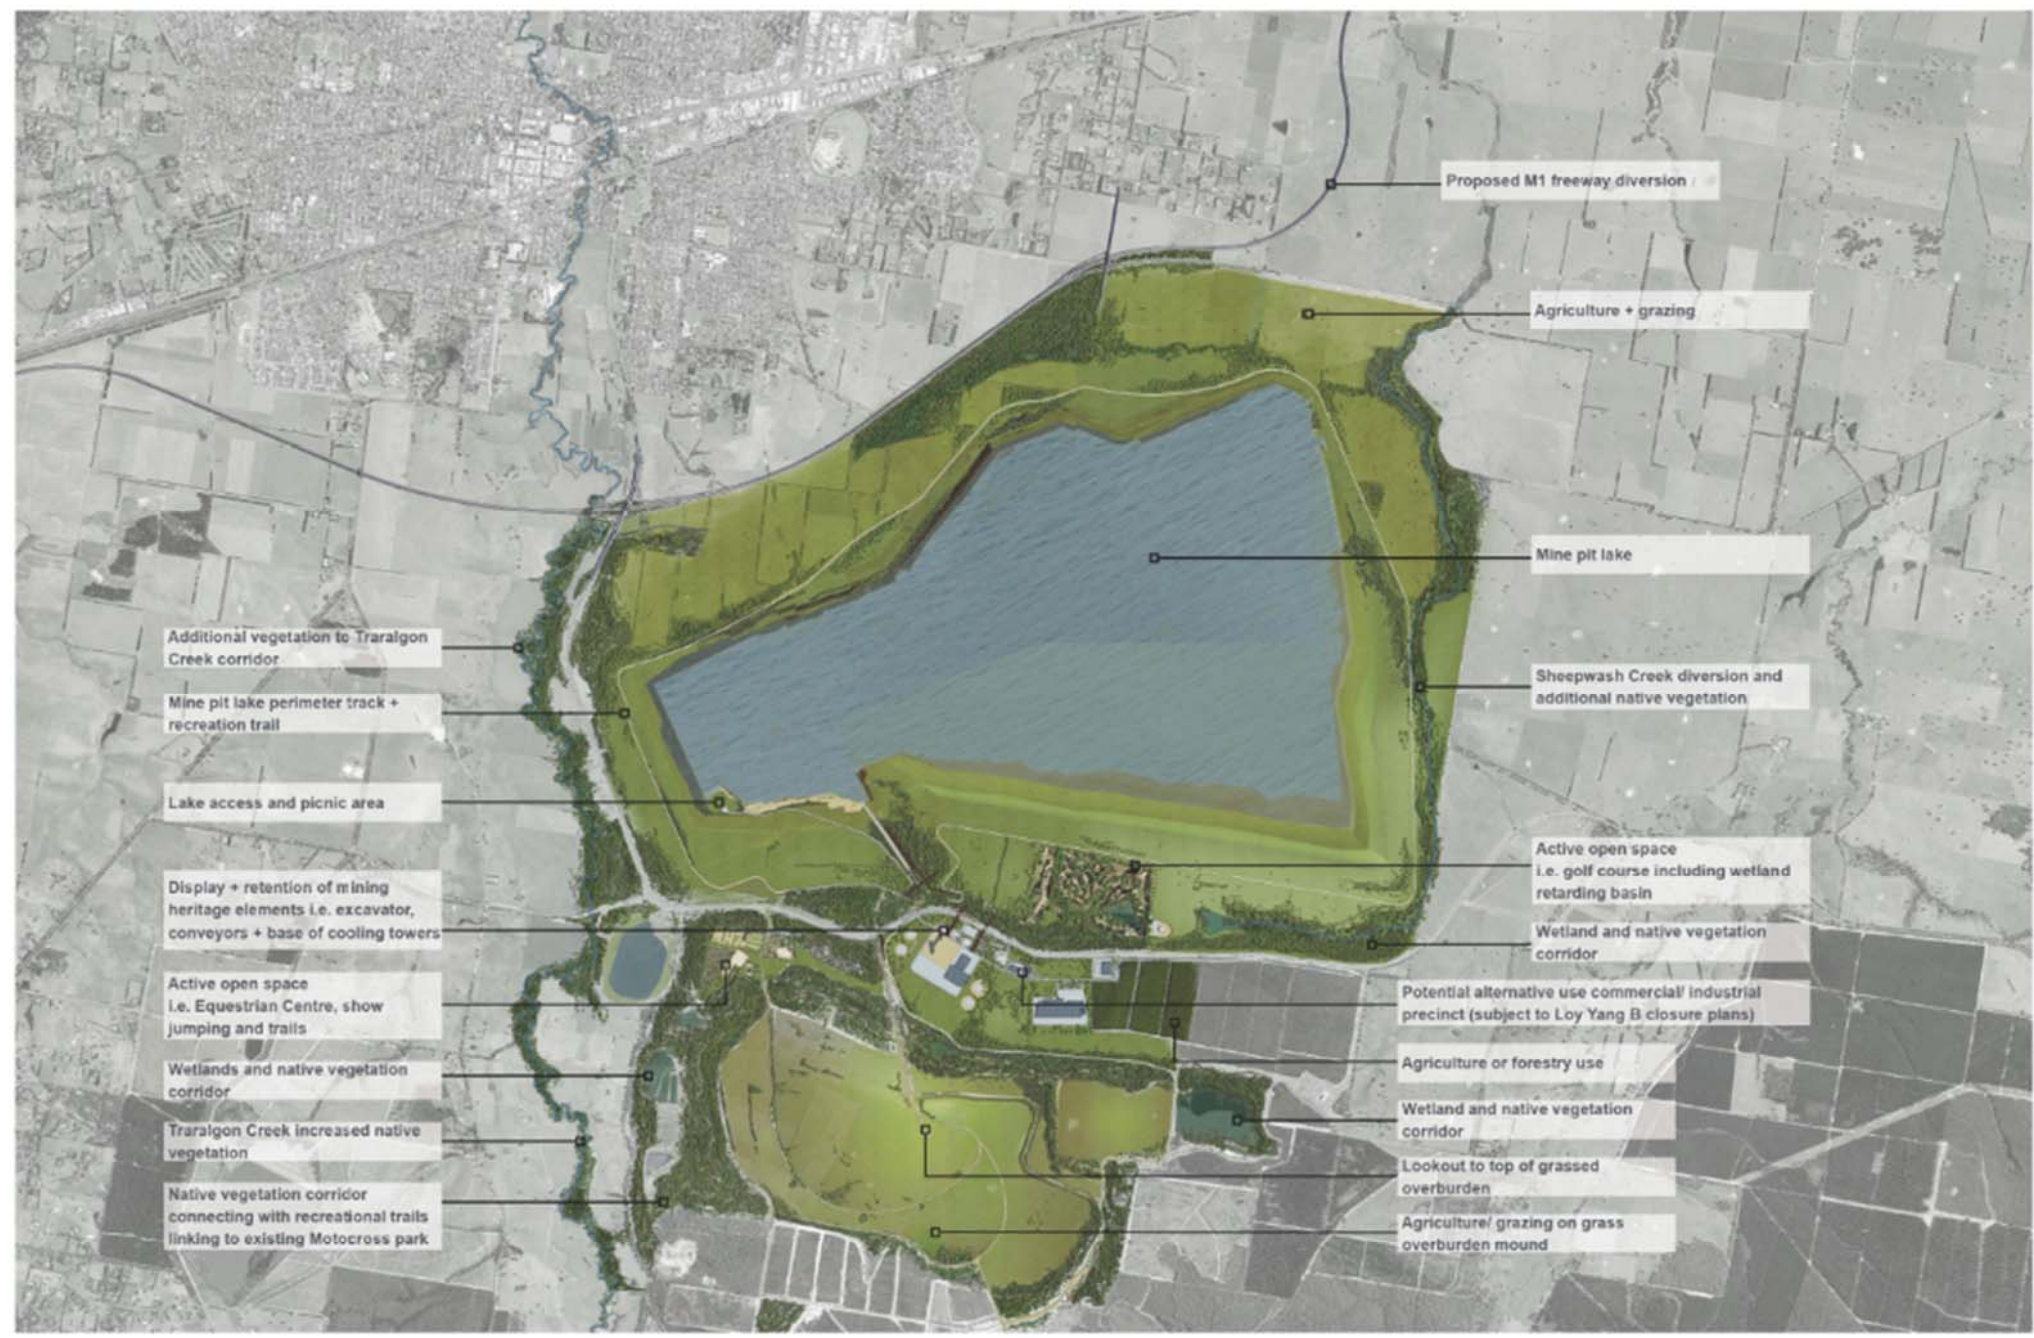 Proposed M1 freeway diversion
Agriculture + grazing
Mine pit lake
Sheepwash Creek diversion and
additional native vegetation
Active open space
i.e. golf course including wetland
retarding basin
Wetland and native vegetation
corridor
Potential alternative use commercial/ industrial
precinct (subject to Loy Yang B closure plans)
Agriculture or forestry use
Wetland and native vegetation
corridor
Lookout to top of grassed
overburden
Agriculture/ grazing on grass
overburden mound
Additional vegetation to Traralgon
Creek corridor
Mine pit lake perimeter track +
recreation trail
Lake access and picnic area
Display + retention of mining
heritage elements i.e. excavator,
conveyors + base of cooling towers
Active open space
i.e. Equestrian Centre, show
jumping and trails
Wetlands and native vegetation
corridor
Traralgon Creek increased native
vegetation
Native vegetation corridor
connecting with recreational trails
linking to existing Motocross park